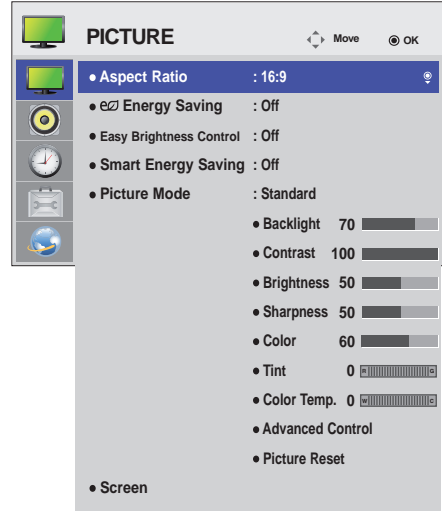 PICTURE Move OK
• Aspect Ratio : 16:9
• Energy Saving : Off
• Easy Brightness Control : Off
• Smart Energy Saving : Off
• Picture Mode : Standard
• Backlight 70
• Contrast 100
• Brightness 50
• Sharpness 50
• Color 60
• Tint 0 R G
• Color Temp. 0 W C
• Advanced Control
• Picture Reset
• Screen